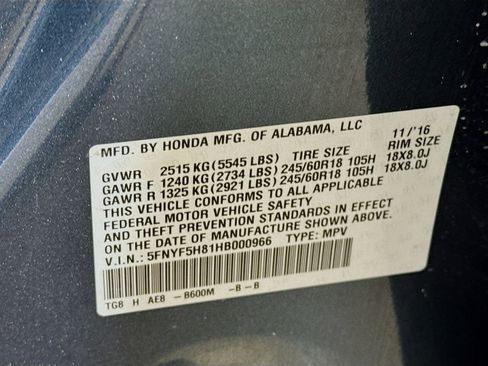 MFD. BY HONDA MFG. OF ALABAMA, LLC 11/'16
GVWR 2515 KG (5545 LBS) TIRE SIZE RIM SIZE
GAWR F 1240 KG (2734 LBS) 245/60R18 105H 18X8.0J
GAWR R 1325 KG (2921 LBS) 245/60R18 105H 18X8.0J
THIS VEHICLE CONFORMS TO ALL APPLICABLE
FEDERAL MOTOR VEHICLE SAFETY
AND THEFT PREVENTION STANDARDS IN EFFECT ON
THE DATE OF MANUFACTURE SHOWN ABOVE.
V.I.N.: 5FNYF5H81HB000966 TYPE: MPV
TG8 H AE8 -B600M -B -B